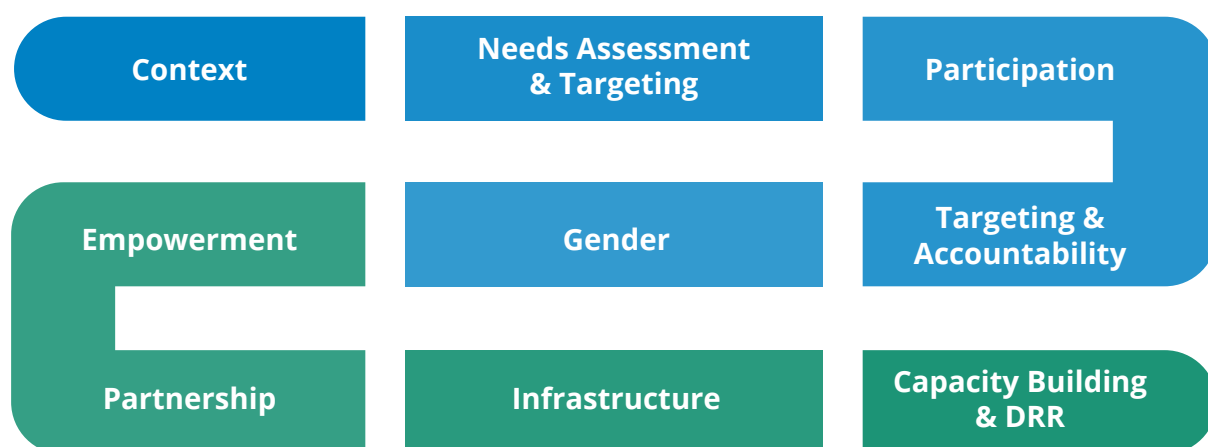 Context
Needs Assessment
& Targeting
Participation
Targeting &
Accountability
Gender
Empowerment
Partnership
Infrastructure
Capacity Building
& DRR